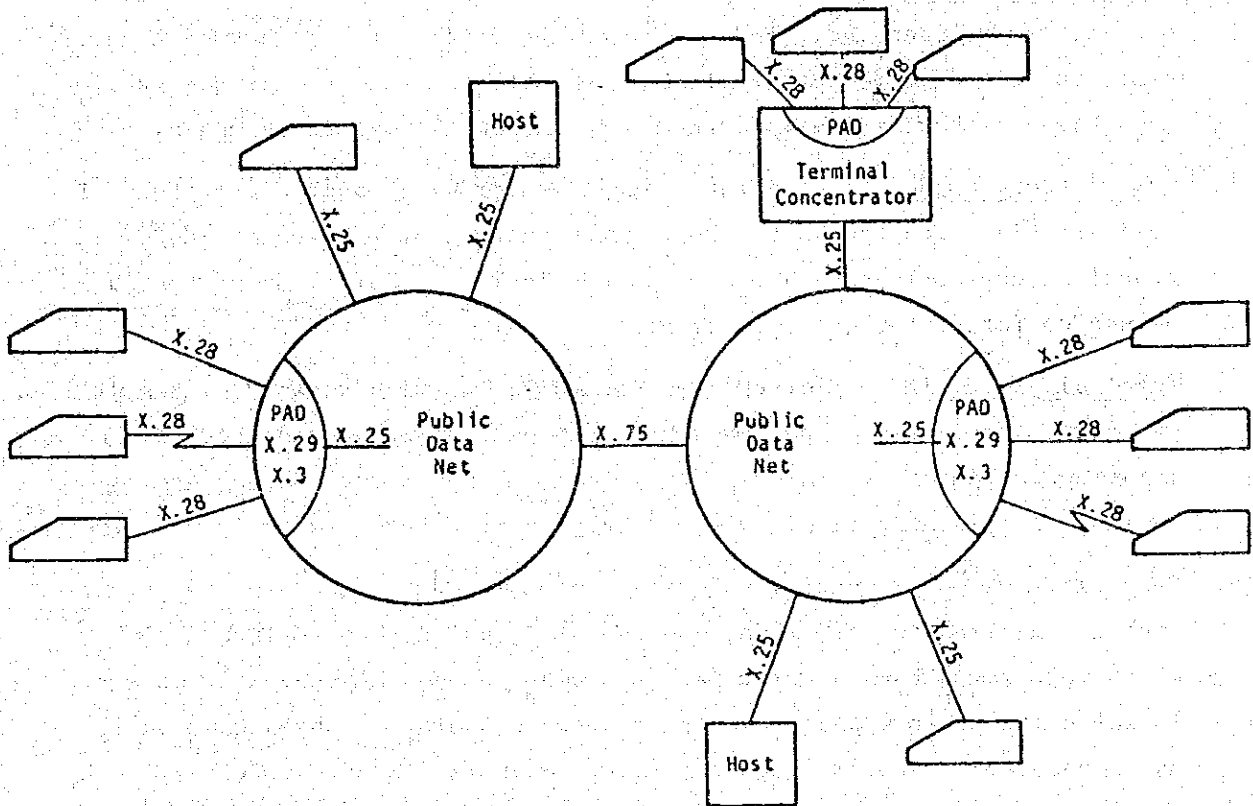 X.28
X.28
X.28
PAD
Terminal
Concentrator
X.25
Host
X.25
X.25
X.28
X.28
X.28
PAD
X.29
X.3
X.25
Public
Data
Net
X.75
Public
Data
Net
X.25
PAD
X.29
X.3
X.28
X.28
X.28
X.25
Host
X.25